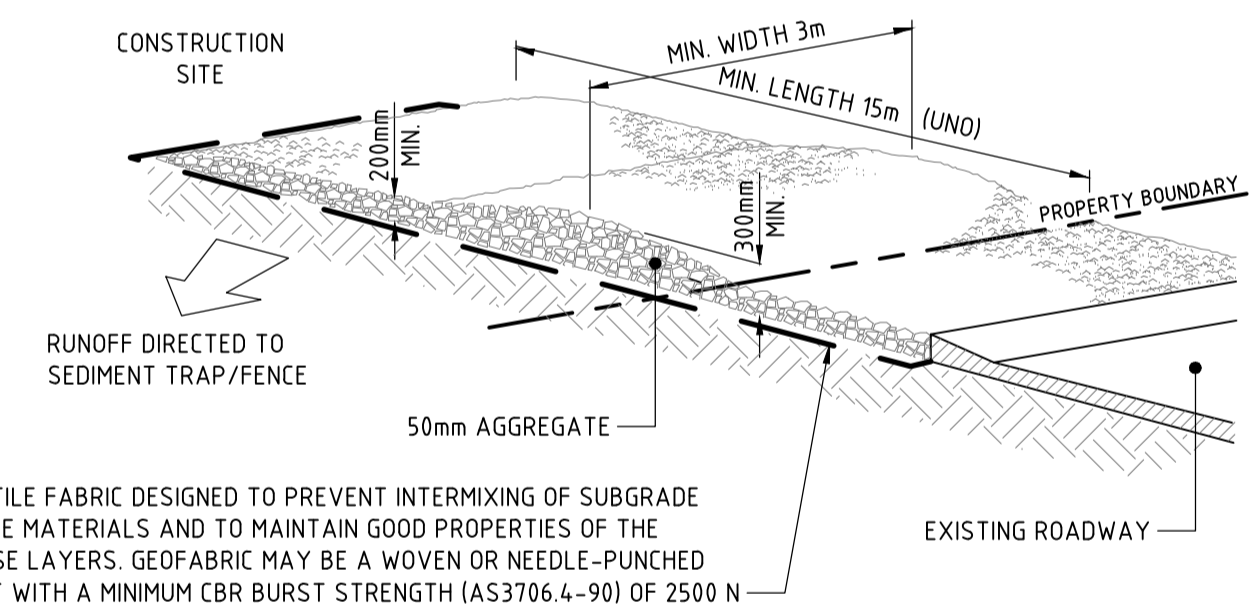 CONSTRUCTION
SITE
MIN. WIDTH 3m
MIN. LENGTH 15m (UNO)
200mm
MIN.
300mm
MIN.
PROPERTY BOUNDARY
RUNOFF DIRECTED TO
SEDIMENT TRAP/FENCE
50mm AGGREGATE
EXISTING ROADWAY
FABRIC DESIGNED TO PREVENT INTERMIXING OF SUBGRADE
MATERIALS AND TO MAINTAIN GOOD PROPERTIES OF THE
LAYERS. GEOFABRIC MAY BE A WOVEN OR NEEDLE-PUNCHED
WITH A MINIMUM CBR BURST STRENGTH (AS3706.4-90) OF 2500 N